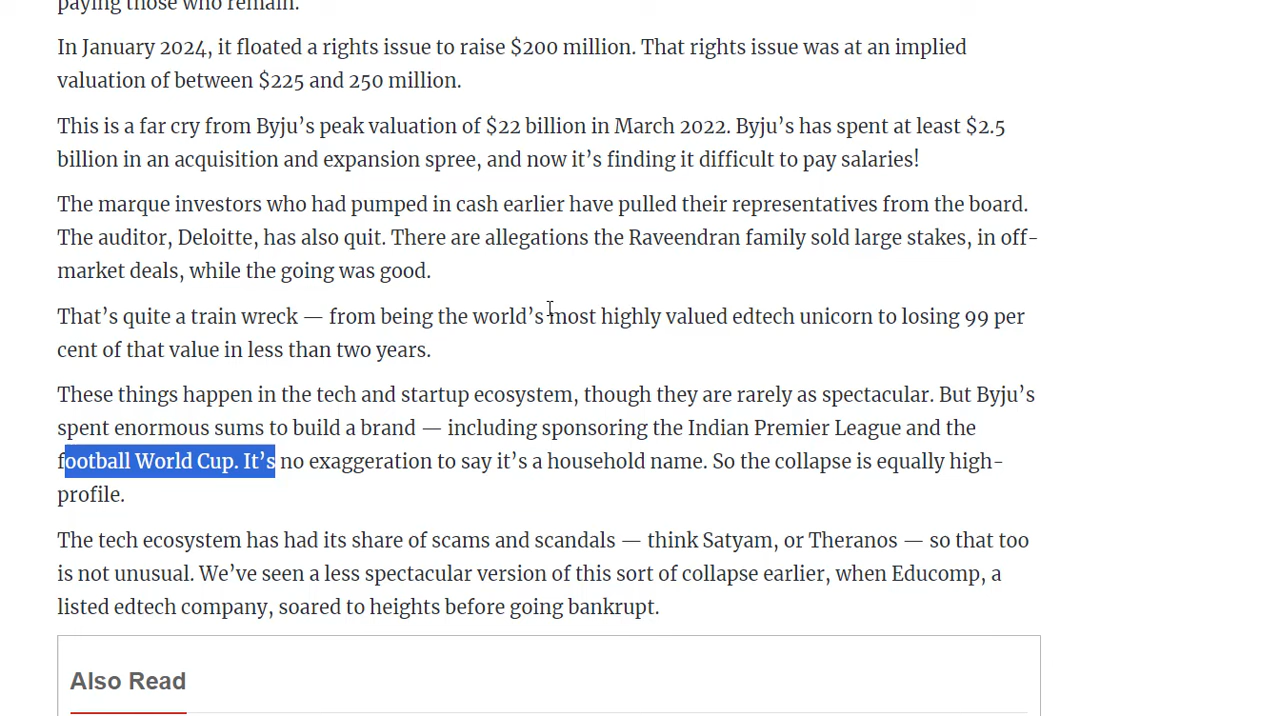 paying those who remain.
In January 2024, it floated a rights issue to raise $200 million. That rights issue was at an implied
valuation of between $225 and 250 million.
This is a far cry from Byju’s peak valuation of $22 billion in March 2022. Byju’s has spent at least $2.5
billion in an acquisition and expansion spree, and now it’s finding it difficult to pay salaries!
The marque investors who had pumped in cash earlier have pulled their representatives from the board.
The auditor, Deloitte, has also quit. There are allegations the Raveendran family sold large stakes, in off-
market deals, while the going was good.
That’s quite a train wreck — from being the world’s most highly valued edtech unicorn to losing 99 per
cent of that value in less than two years.
These things happen in the tech and startup ecosystem, though they are rarely as spectacular. But Byju’s
spent enormous sums to build a brand — including sponsoring the Indian Premier League and the
football World Cup. It’s no exaggeration to say it’s a household name. So the collapse is equally high-
profile.
The tech ecosystem has had its share of scams and scandals — think Satyam, or Theranos — so that too
is not unusual. We’ve seen a less spectacular version of this sort of collapse earlier, when Educomp, a
listed edtech company, soared to heights before going bankrupt.
Also Read